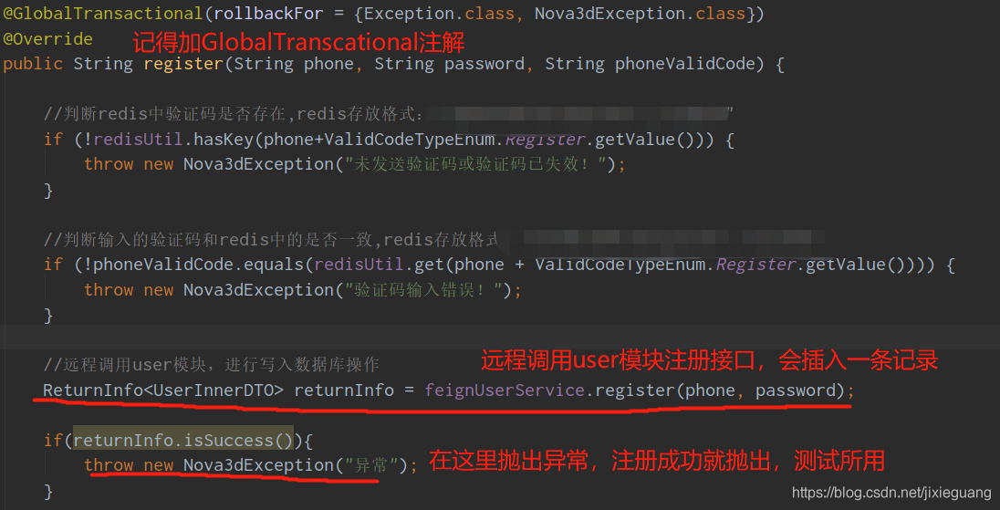 @GlobalTransactional(rollbackFor = {Exception.class, Nova3dException.class})
@Override 记得加GlobalTranscational注解
public String register(String phone, String password, String phoneValidCode) {
//判断redis中验证码是否存在,redis存放格式: "
if (!redisUtil.hasKey(phone+ValidCodeTypeEnum.Register.getValue())) {
throw new Nova3dException("未发送验证码或验证码已失效! ");
}
//判断输入的验证码和redis中的是否一致,redis存放格式
if (!phoneValidCode.equals(redisUtil.get(phone + ValidCodeTypeEnum.Register.getValue()))) {
throw new Nova3dException("验证码输入错误! ");
}
远程调用user模块注册接口，会插入一条记录
//远程调用user模块，进行写入数据库操作
ReturnInfo<UserInnerDTO> returnInfo = feignUserService.register(phone, password);
if(returnInfo.isSuccess()){
throw new Nova3dException("异常"); 在这里抛出异常，注册成功就抛出，测试所用
}
https://blog.csdn.net/jixieguang